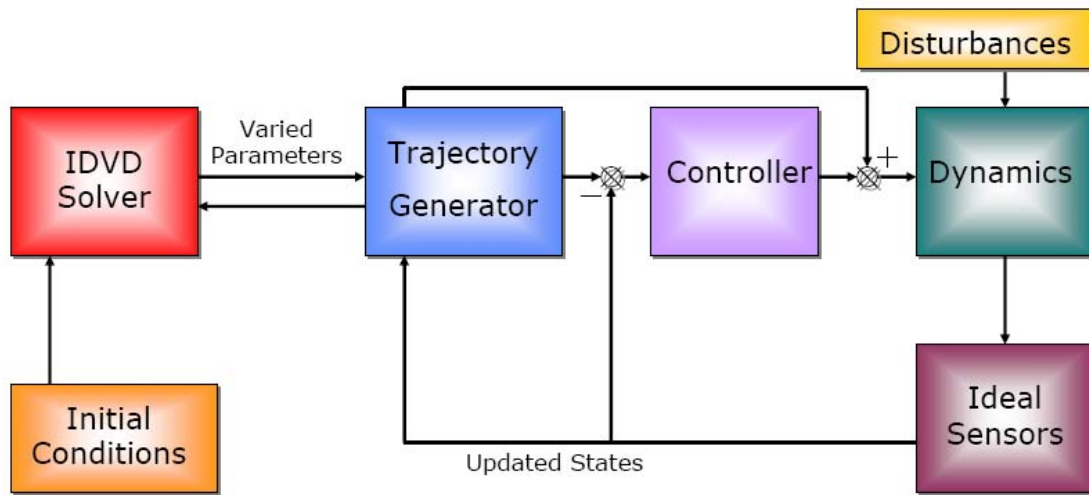 Disturbances
IDVD
Solver
Varied
Parameters
Trajectory
Generator
−
Controller
+
Dynamics
Initial
Conditions
Updated States
Ideal
Sensors